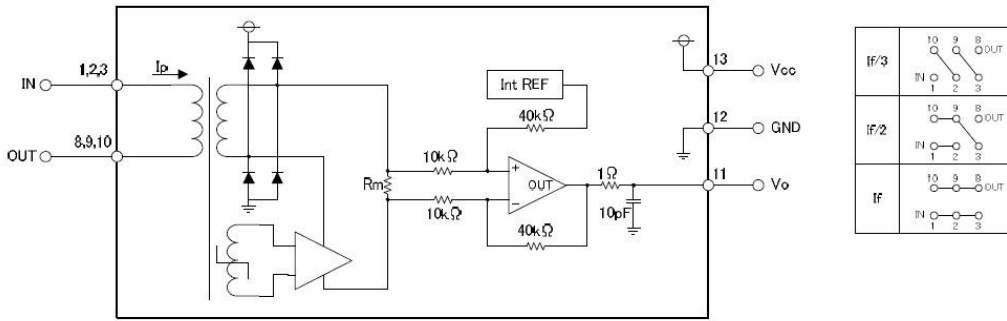 1,2,3
Ip
IN
8,9,10
OUT
Int REF
40kΩ
10kΩ
Rm
10kΩ
+
OUT
−
40kΩ
1Ω
10pF
13
Vcc
12
GND
11
Vo
If/3
10 9 8
OUT
IN
1 2 3
If/2
10 9 8
OUT
IN
1 2 3
If
10 9 8
OUT
IN
1 2 3